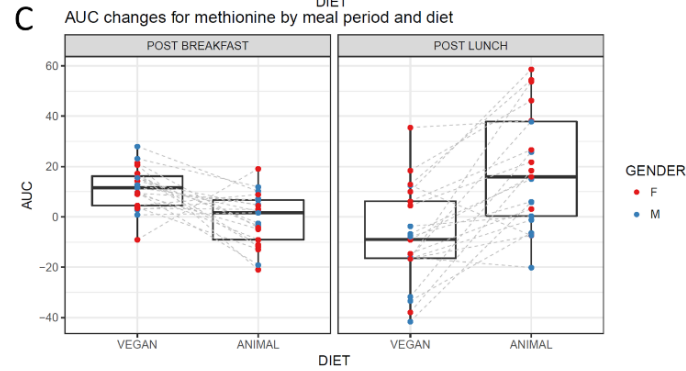 DIET
C
AUC changes for methionine by meal period and diet
POST BREAKFAST
POST LUNCH
60
40
20
0
−20
−40
AUC
VEGAN
ANIMAL
VEGAN
ANIMAL
DIET
GENDER
F
M